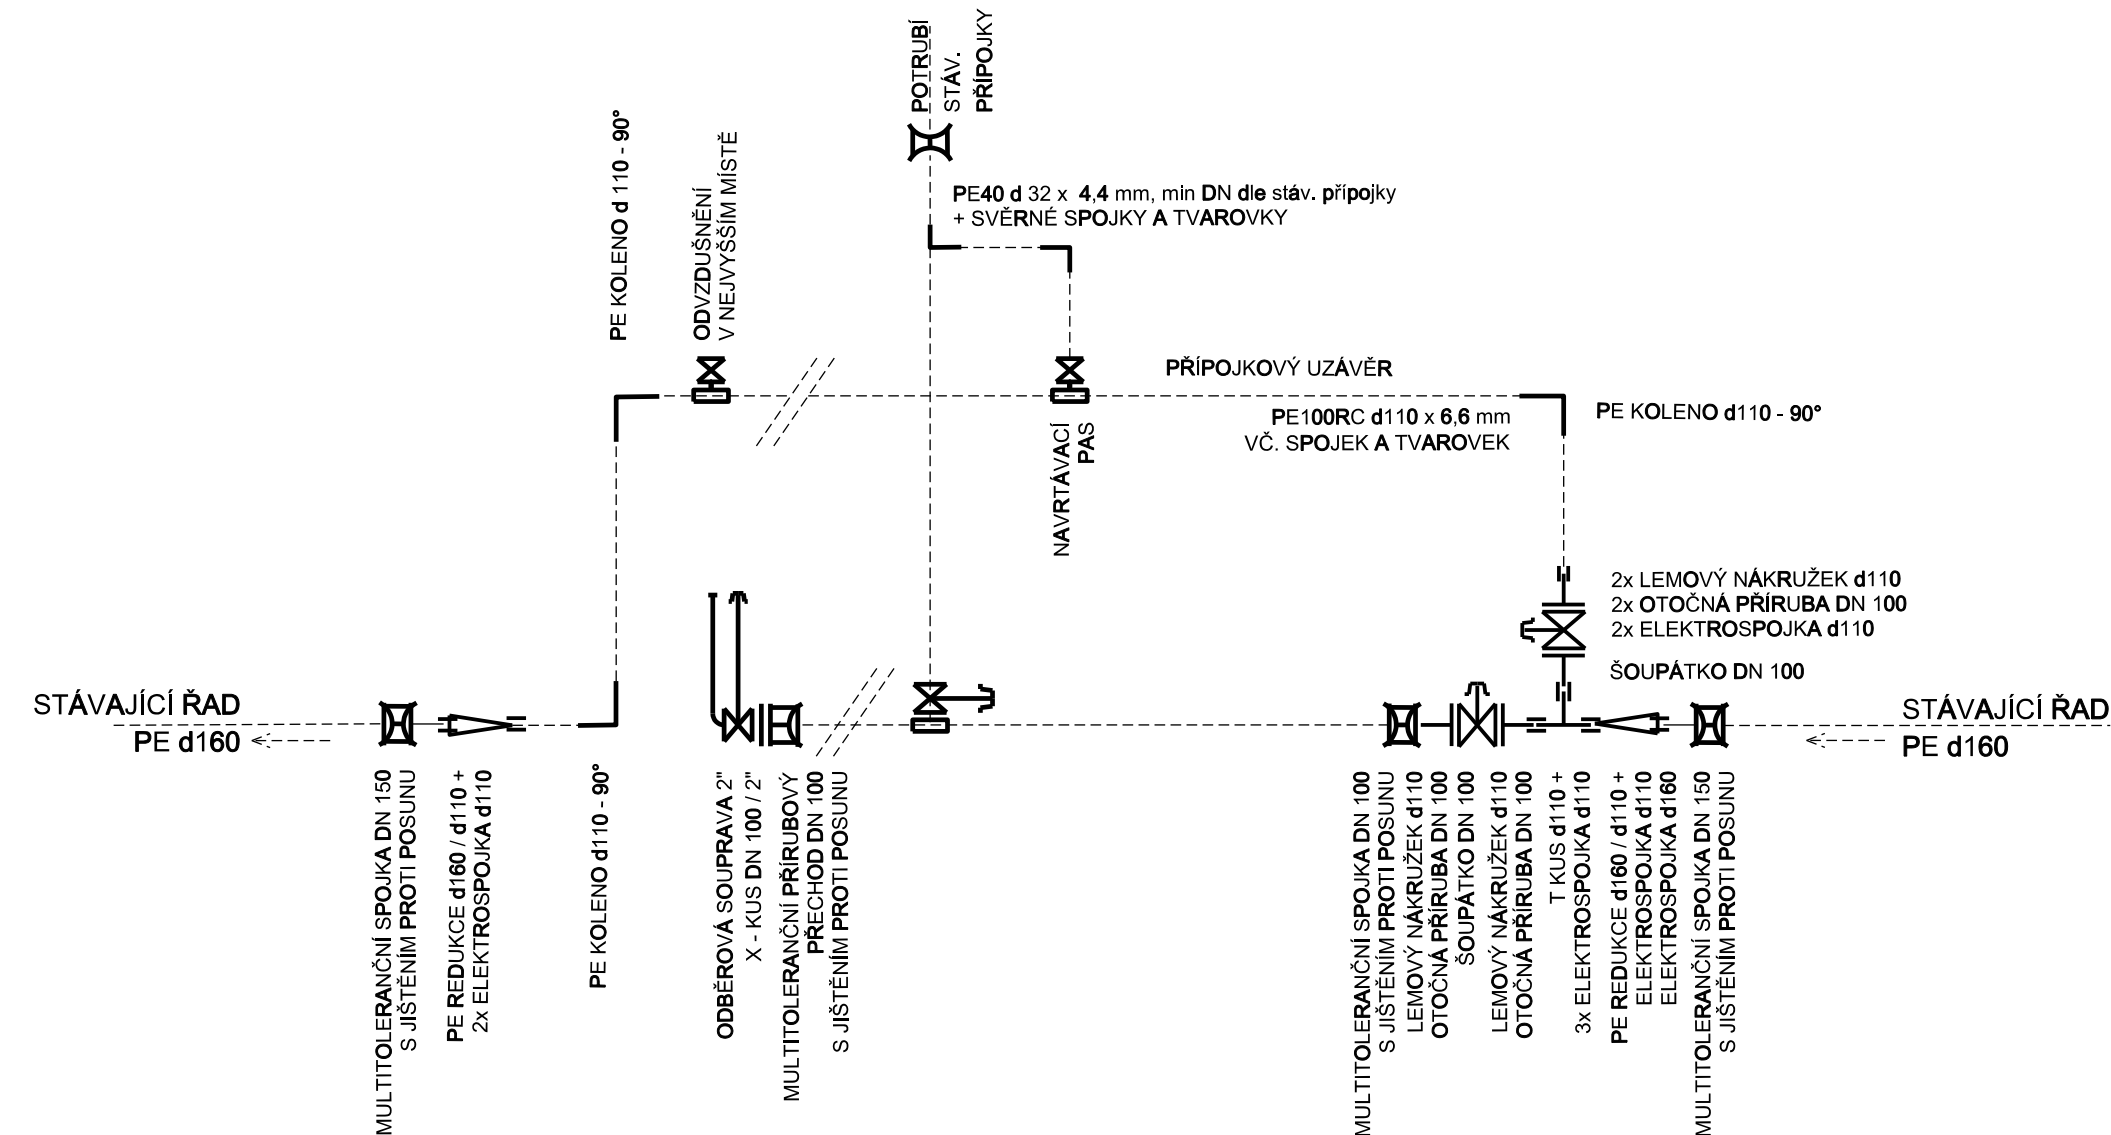 POTRUBÍ
STÁV.
PŘÍPOJKY
PE KOLENO d 110 - 90°
ODVZDUŠNĚNÍ
V NEJVYŠŠÍM MÍSTĚ
PE40 d 32 x 4,4 mm, min DN dle stáv. přípojky
+ SVĚRNÉ SPOJKY A TVAROVKY
PŘÍPOJKOVÝ UZÁVĚR
PE100RC d110 x 6,6 mm
VČ. SPOJEK A TVAROVEK
PE KOLENO d110 - 90°
NAVRTÁVACÍ
PAS
2x LEMOVÝ NÁKRUŽEK d110
2x OTOČNÁ PŘÍRUBA DN 100
2x ELEKTROSPOJKA d110
ŠOUPÁTKO DN 100
STÁVAJÍCÍ ŘAD
PE d160
STÁVAJÍCÍ ŘAD
PE d160
MULTITOLERANČNÍ SPOJKA DN 150
S JIŠTĚNÍM PROTI POSUNU
PE REDUKCE d160 / d110 +
2x ELEKTROSPOJKA d110
PE KOLENO d110 - 90°
ODBĚROVÁ SOUPRAVA 2"
X - KUS DN 100 / 2"
MULTITOLERANČNÍ PŘÍRUBOVÝ
PŘECHOD DN 100
S JIŠTĚNÍM PROTI POSUNU
MULTITOLERANČNÍ SPOJKA DN 100
S JIŠTĚNÍM PROTI POSUNU
LEMOVÝ NÁKRUŽEK d110
OTOČNÁ PŘÍRUBA DN 100
ŠOUPÁTKO DN 100
LEMOVÝ NÁKRUŽEK d110
OTOČNÁ PŘÍRUBA DN 100
T KUS d110 +
3x ELEKTROSPOJKA d110
PE REDUKCE d160 / d110 +
ELEKTROSPOJKA d110
ELEKTROSPOJKA d160
MULTITOLERANČNÍ SPOJKA DN 150
S JIŠTĚNÍM PROTI POSUNU